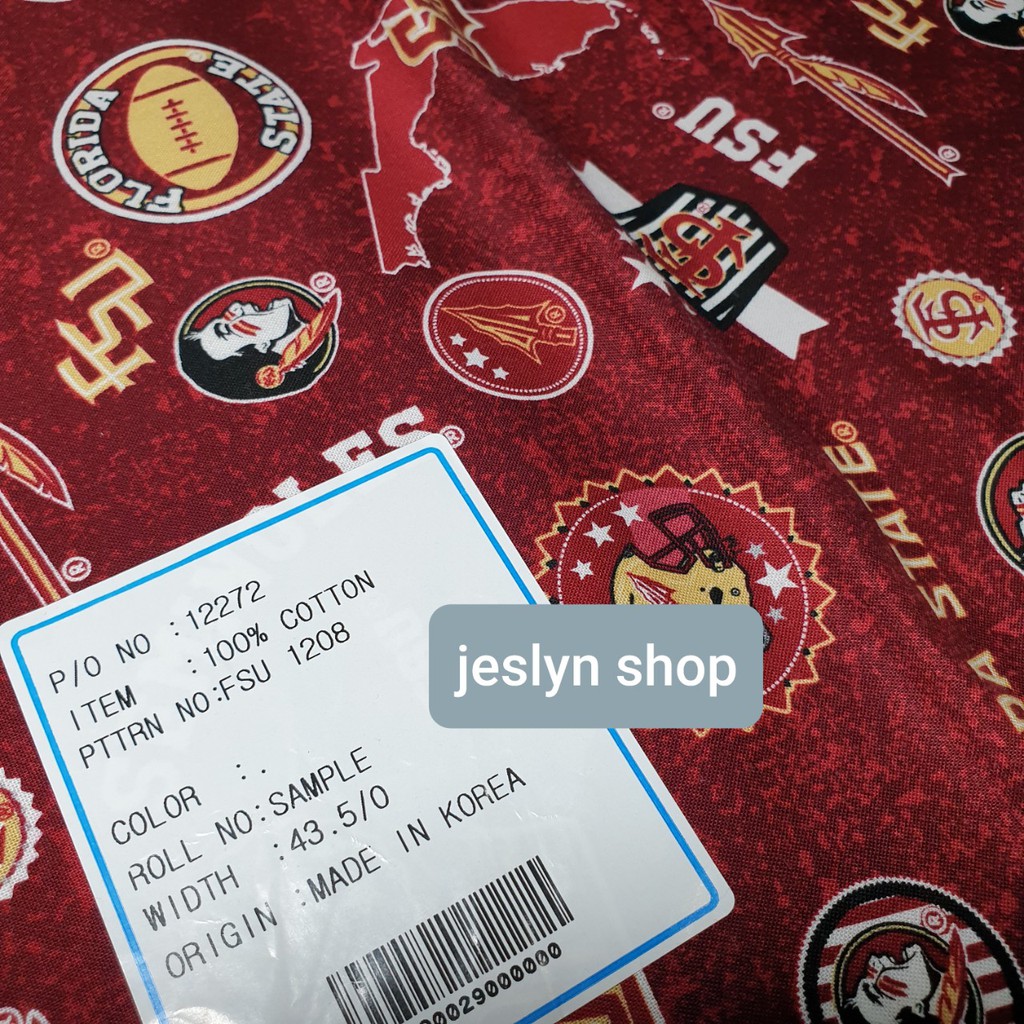 FLORIDA
STATE®
FSU®
FSU®
STATE®
P/O NO :12272
ITEM :100% COTTON
PTTRN NO:FSU 1208
COLOR :.
ROLL NO:SAMPLE
WIDTH :43.5/0
ORIGIN :MADE IN KOREA
00029000000
jeslyn shop